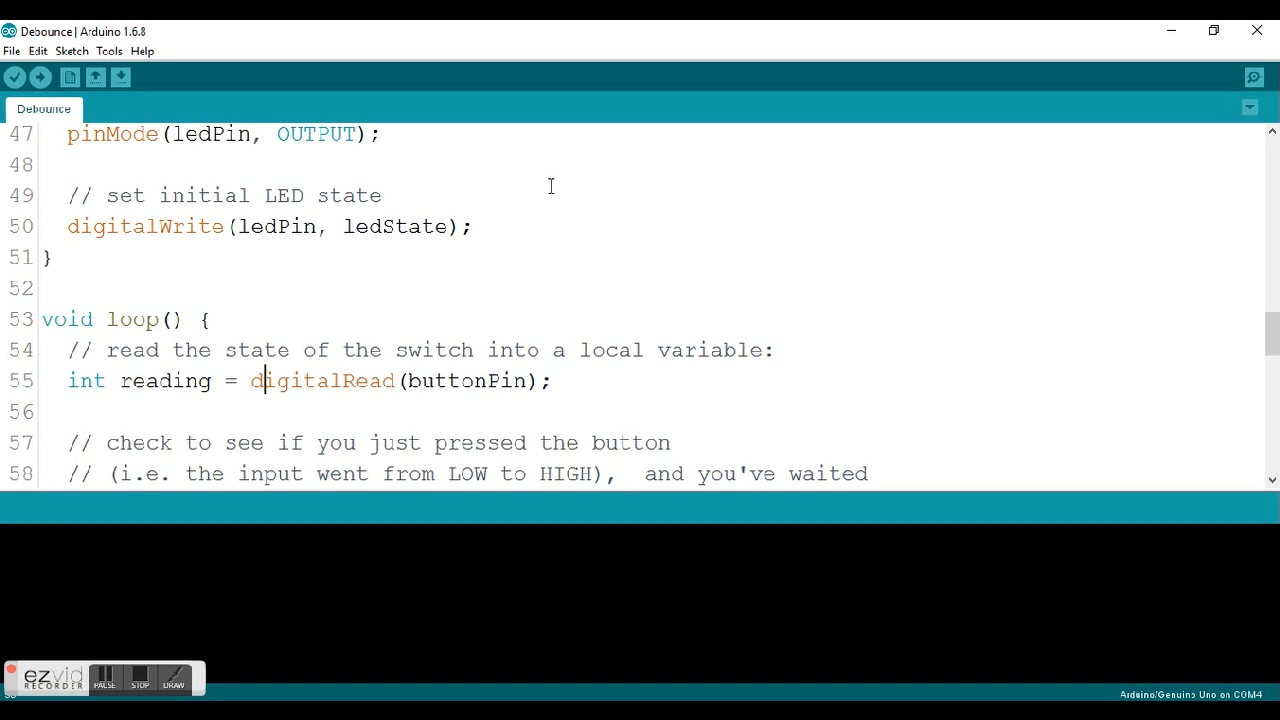 Debounce | Arduino 1.6.8
File Edit Sketch Tools Help
Debounce
47 pinMode(ledPin, OUTPUT);
48
49 // set initial LED state
50 digitalWrite(ledPin, ledState);
51 }
52
53 void loop() {
54 // read the state of the switch into a local variable:
55 int reading = digitalRead(buttonPin);
56
57 // check to see if you just pressed the button
58 // (i.e. the input went from LOW to HIGH),  and you've waited
ezvid
RECORDER
PAUSE STOP DRAW
Arduino/Genuino Uno on COM4